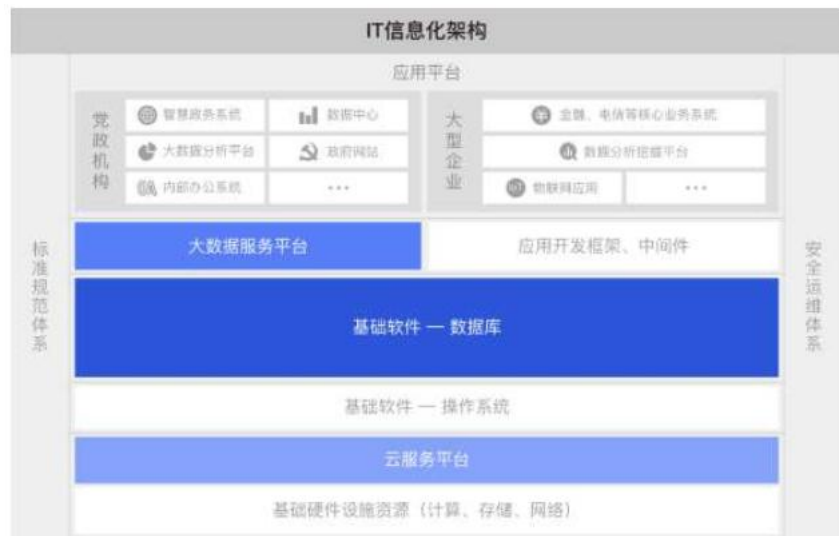 IT信息化架构
应用平台
党政机构
智慧政务系统
数据中心
大数据分析平台
政府网站
内部办公系统
...
大型企业
金融、电信等核心业务系统
数据分析挖掘平台
IOT 物联网应用
...
大数据服务平台
应用开发框架、中间件
基础软件 — 数据库
基础软件 — 操作系统
云服务平台
基础硬件设施资源（计算、存储、网络）
标准规范体系
安全运维体系